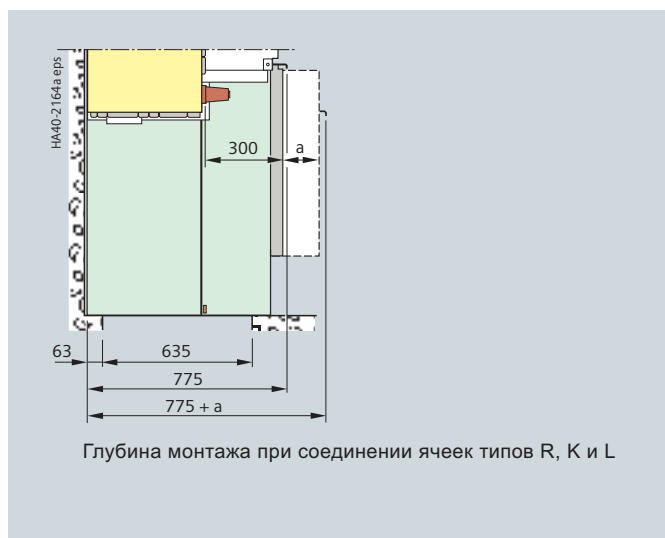 HA40-2164a eps
300
a
63
635
775
775 + a
Глубина монтажа при соединении ячеек типов R, K и L